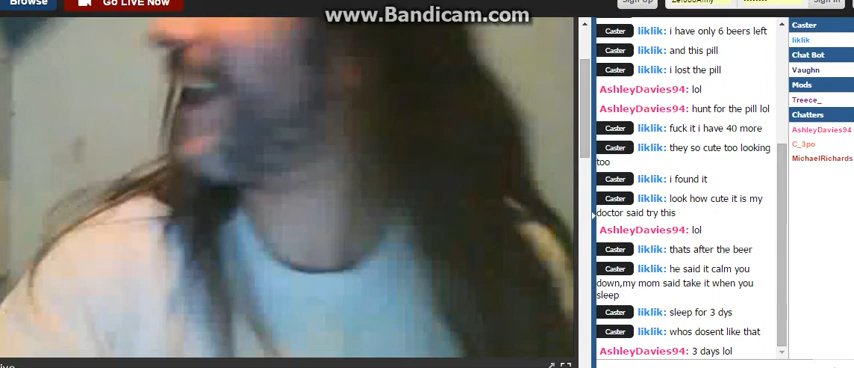 Browse
Go LIVE Now
www.Bandicam.com
Sign Up
Sign In
Caster liklik: i have only 6 beers left
Caster liklik: and this pill
Caster liklik: i lost the pill
AshleyDavies94: lol
AshleyDavies94: hunt for the pill lol
Caster liklik: fuck it i have 40 more
Caster liklik: they so cute too looking
too
Caster liklik: i found it
Caster liklik: look how cute it is my
doctor said try this
AshleyDavies94: lol
Caster liklik: thats after the beer
Caster liklik: he said it calm you
down,my mom said take it when you
sleep
Caster liklik: sleep for 3 dys
Caster liklik: whos dosent like that
AshleyDavies94: 3 days lol
Caster
liklik
Chat Bot
Vaughn
Mods
Treece_
Chatters
AshleyDavies94
C_3po
MichaelRichards